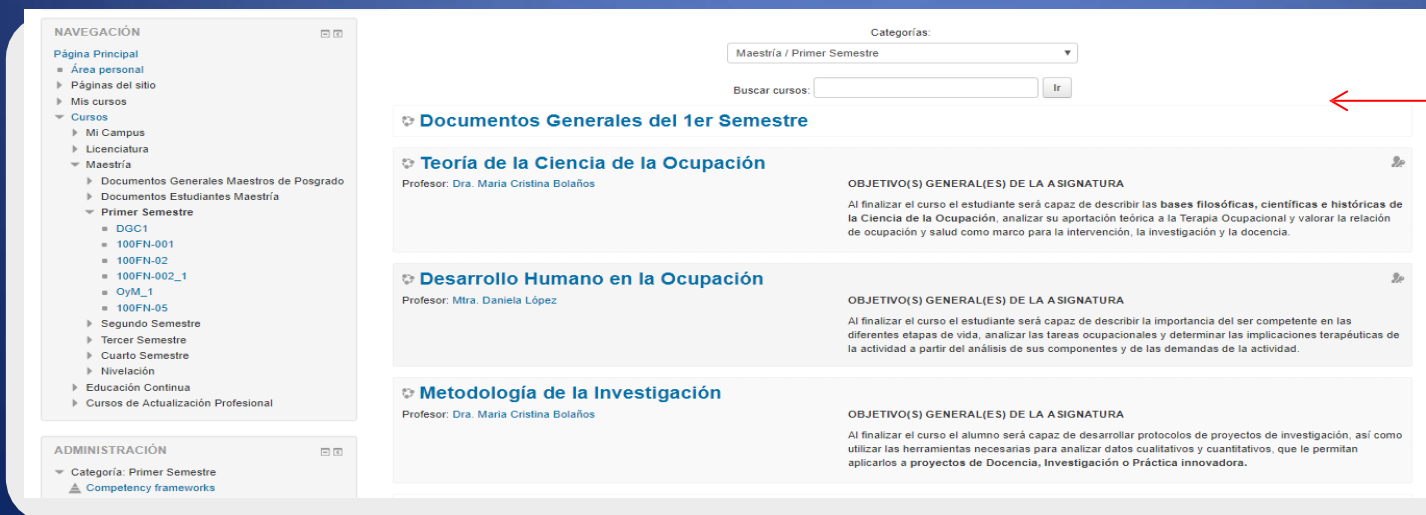 NAVEGACIÓN
Página Principal
Área personal
Páginas del sitio
Mis cursos
Cursos
Mi Campus
Licenciatura
Maestría
Documentos Generales Maestros de Posgrado
Documentos Estudiantes Maestría
Primer Semestre
DGC1
100FN-001
100FN-02
100FN-002_1
OyM_1
100FN-05
Segundo Semestre
Tercer Semestre
Cuarto Semestre
Nivelación
Educación Continua
Cursos de Actualización Profesional
ADMINISTRACIÓN
Categoría: Primer Semestre
Competency frameworks
Categorías:
Maestría / Primer Semestre
Buscar cursos:
Ir
Documentos Generales del 1er Semestre
Teoría de la Ciencia de la Ocupación
Profesor: Dra. Maria Cristina Bolaños
OBJETIVO(S) GENERAL(ES) DE LA ASIGNATURA
Al finalizar el curso el estudiante será capaz de describir las bases filosóficas, científicas e históricas de
la Ciencia de la Ocupación, analizar su aportación teórica a la Terapia Ocupacional y valorar la relación
de ocupación y salud como marco para la intervención, la investigación y la docencia.
Desarrollo Humano en la Ocupación
Profesor: Mtra. Daniela López
OBJETIVO(S) GENERAL(ES) DE LA ASIGNATURA
Al finalizar el curso el estudiante será capaz de describir la importancia del ser competente en las
diferentes etapas de vida, analizar las tareas ocupacionales y determinar las implicaciones terapéuticas de
la actividad a partir del análisis de sus componentes y de las demandas de la actividad.
Metodología de la Investigación
Profesor: Dra. Maria Cristina Bolaños
OBJETIVO(S) GENERAL(ES) DE LA ASIGNATURA
Al finalizar el curso el alumno será capaz de desarrollar protocolos de proyectos de investigación, así como
utilizar las herramientas necesarias para analizar datos cualitativos y cuantitativos, que le permitan
aplicarlos a proyectos de Docencia, Investigación o Práctica innovadora.